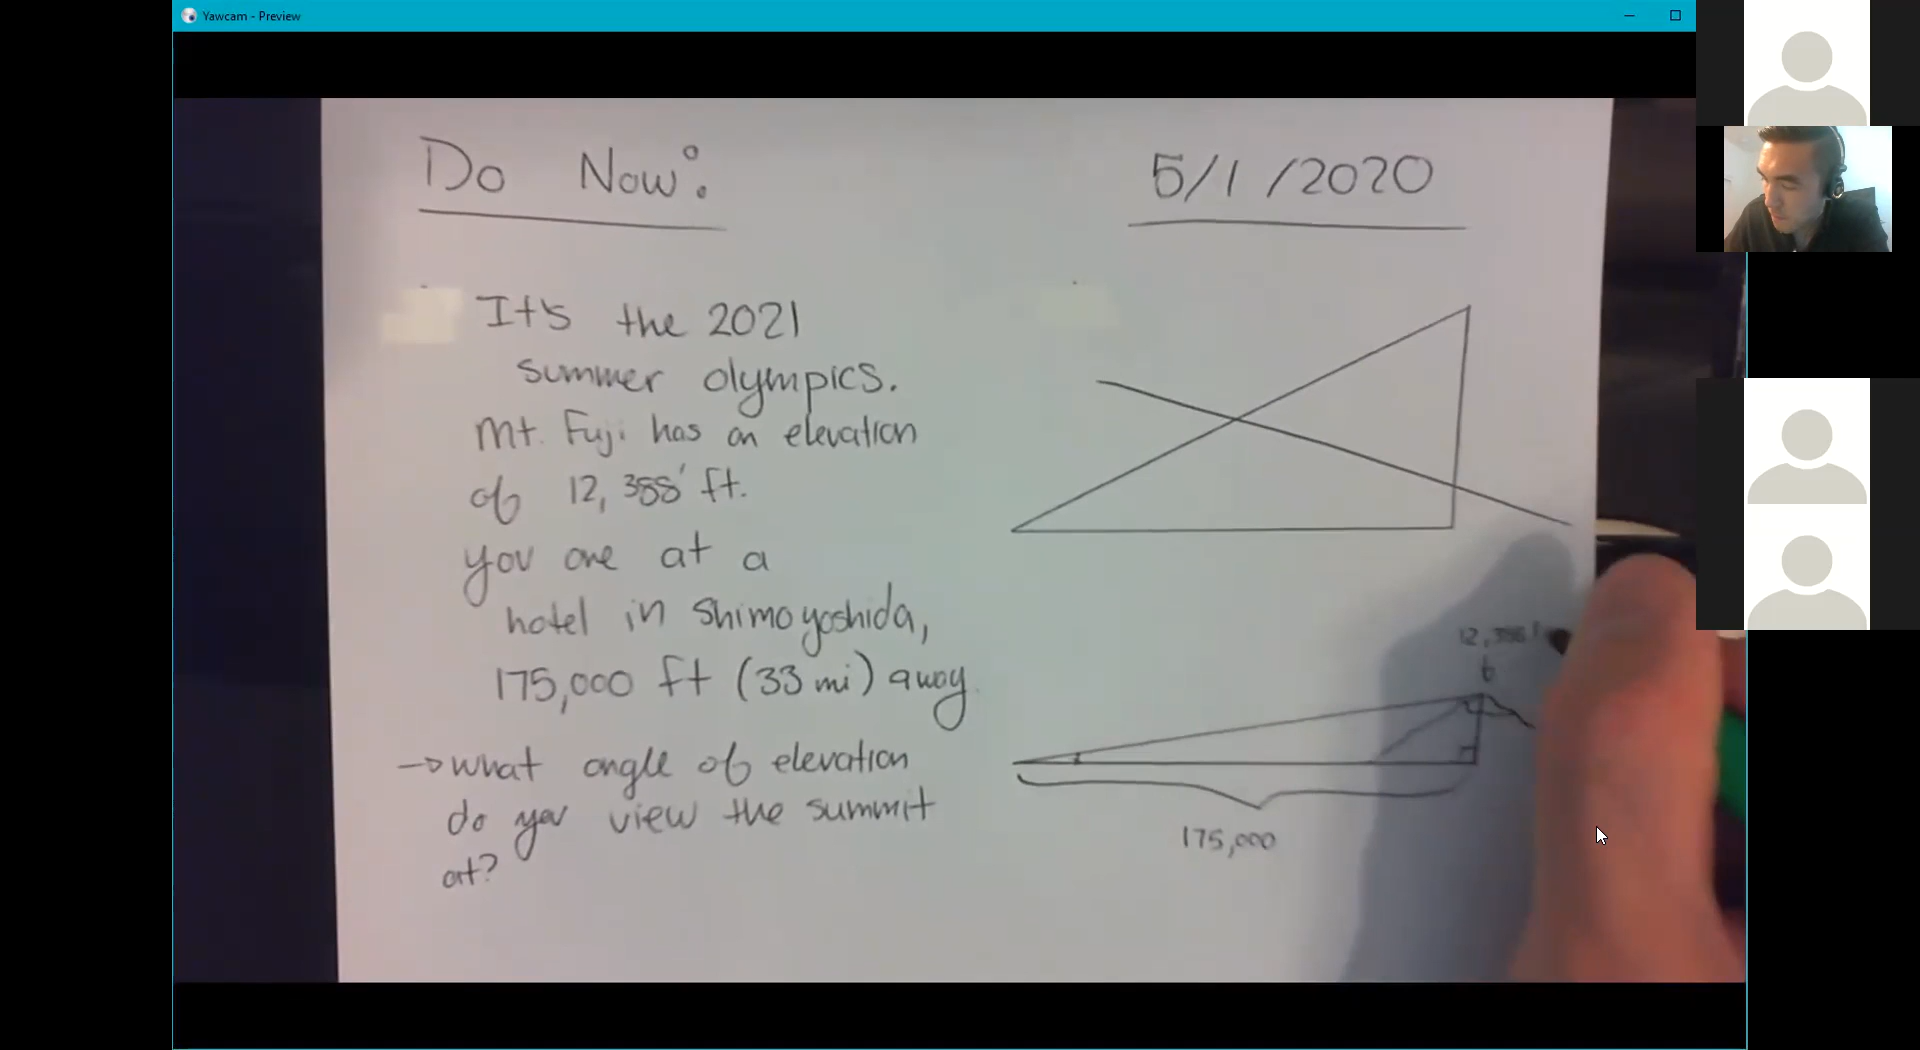 Yawcam - Preview
Do Now:
5/1/2020
It's the 2021
summer olympics.
Mt. Fuji has an elevation
of 12,388' ft.
you are at a
hotel in Shimoyoshida,
175,000 ft (33 mi) away.
→ what angle of elevation
do you view the summit
at?
12,388
175,000